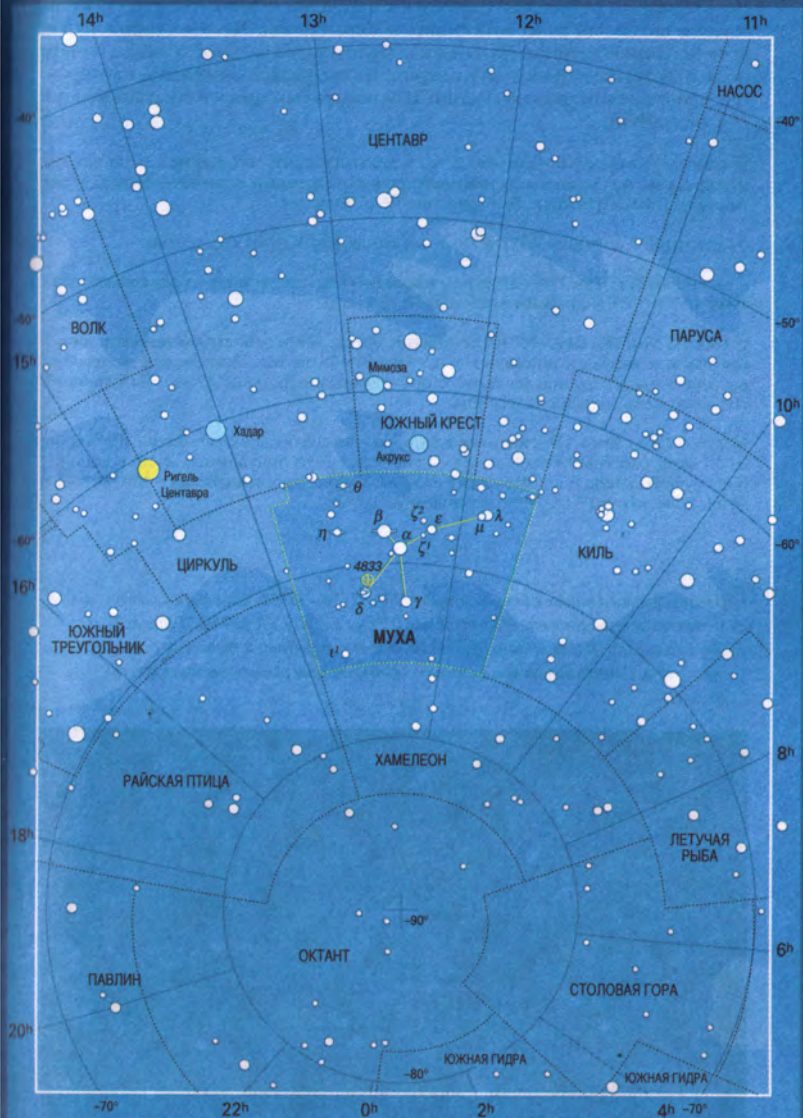 14h
13h
12h
11h
НАСОС
-40°
-40°
ЦЕНТАВР
-40°
ВОЛК
-50°
ПАРУСА
15h
Мимоза
10h
ЮЖНЫЙ КРЕСТ
Хадар
Акрукс
Ригель
Центавра
θ
β
ζ²
ε
λ
η
α
μ
ζ¹
-60°
КИЛЬ
-60°
ЦИРКУЛЬ
4833
16h
δ
γ
ЮЖНЫЙ
ТРЕУГОЛЬНИК
МУХА
ι¹
ХАМЕЛЕОН
8h
РАЙСКАЯ ПТИЦА
18h
ЛЕТУЧАЯ
РЫБА
-90°
6h
ОКТАНТ
ПАВЛИН
СТОЛОВАЯ ГОРА
20h
ЮЖНАЯ ГИДРА
-80°
ЮЖНАЯ ГИДРА
-70°
22h
0h
2h
4h
-70°